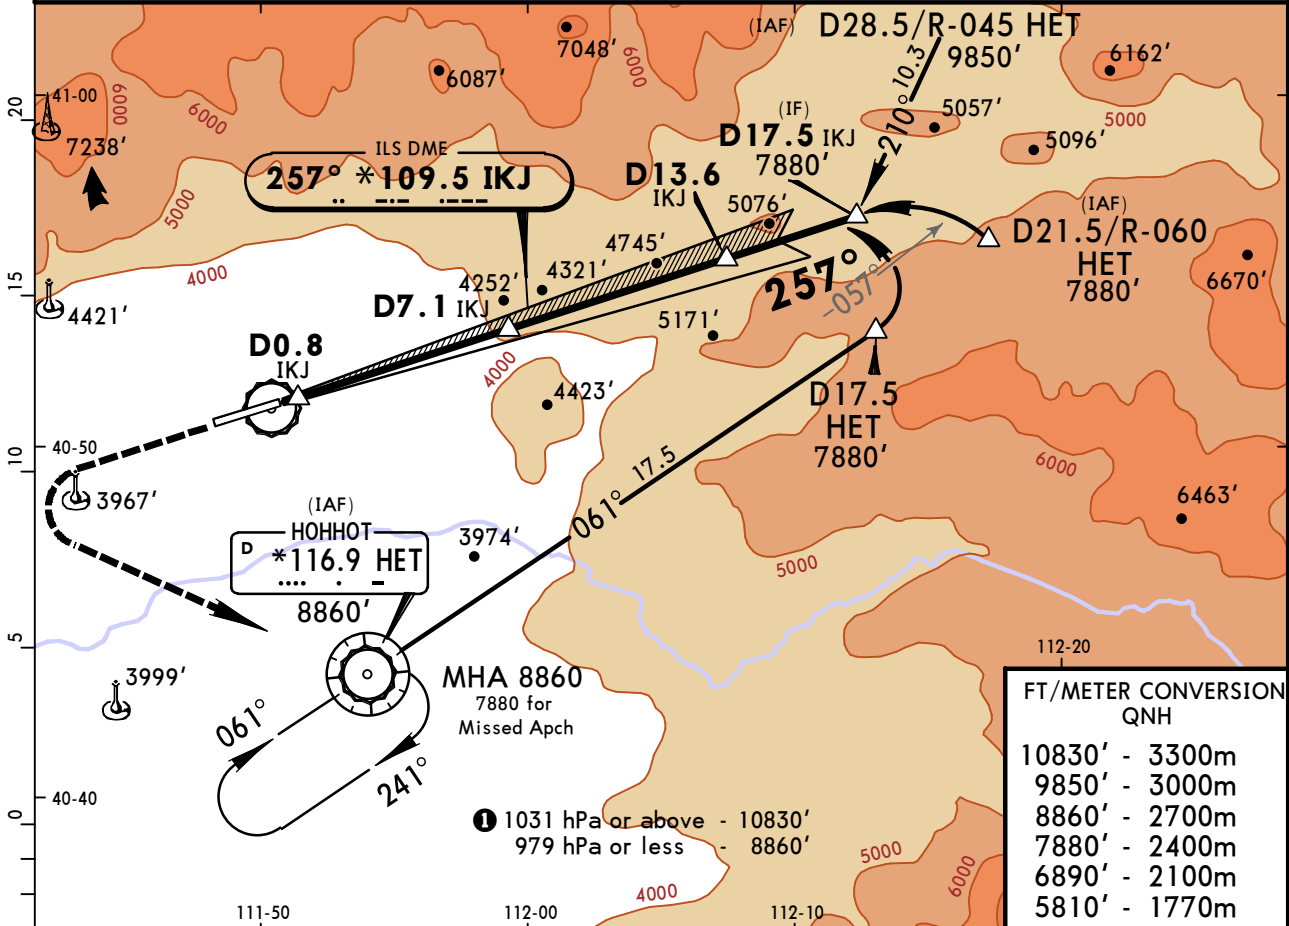 (IAF) D28.5/R-045 HET
9850'
7048'
6087'
6162'
6000
20
41-00
6000
6000
7238'
210° 10.3
5057'
5000
5096'
(IF)
D17.5 IKJ
7880'
ILS DME
257° *109.5 IKJ
D13.6
IKJ
5076'
5000
(IAF)
D21.5/R-060
HET
7880'
4745'
4000
4252'
4321'
257°
057°
6670'
15
4421'
D7.1 IKJ
5171'
D0.8
IKJ
4000
4423'
D17.5
HET
7880'
40-50
10
17.5
6000
3967'
061°
6463'
(IAF)
HOHHOT
D *116.9 HET
8860'
3974'
5000
5
112-20
3999'
MHA 8860
7880 for
Missed Apch
061°
241°
FT/METER CONVERSION
QNH
10830' - 3300m
9850' - 3000m
8860' - 2700m
7880' - 2400m
6890' - 2100m
5810' - 1770m
40-40
0
1 1031 hPa or above - 10830'
979 hPa or less - 8860'
5000
6000
4000
111-50
112-00
112-10